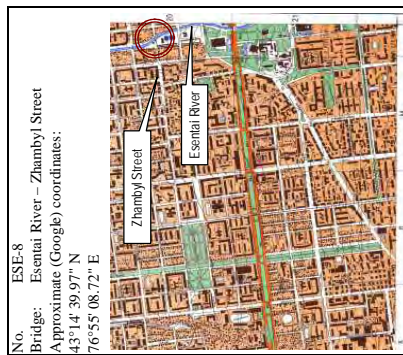 No. ESE-8
Bridge: Esentai River – Zhambyl Street
Approximate (Google) coordinates:
43°14' 39.97" N
76°55' 08.72" E
Zhambyl Street
Esentai River